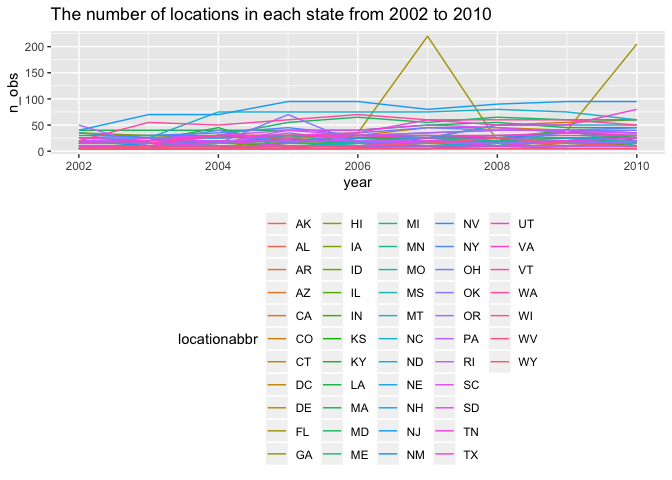 The number of locations in each state from 2002 to 2010
n_obs
200
150
100
50
0
2002
2004
2006
2008
2010
year
locationabbr
AK HI MI NV UT
AL IA MN NY VA
AR ID MO OH VT
AZ IL MS OK WA
CA IN MT OR WI
CO KS NC PA WV
CT KY ND RI WY
DC LA NE SC
DE MA NH SD
FL MD NJ TN
GA ME NM TX